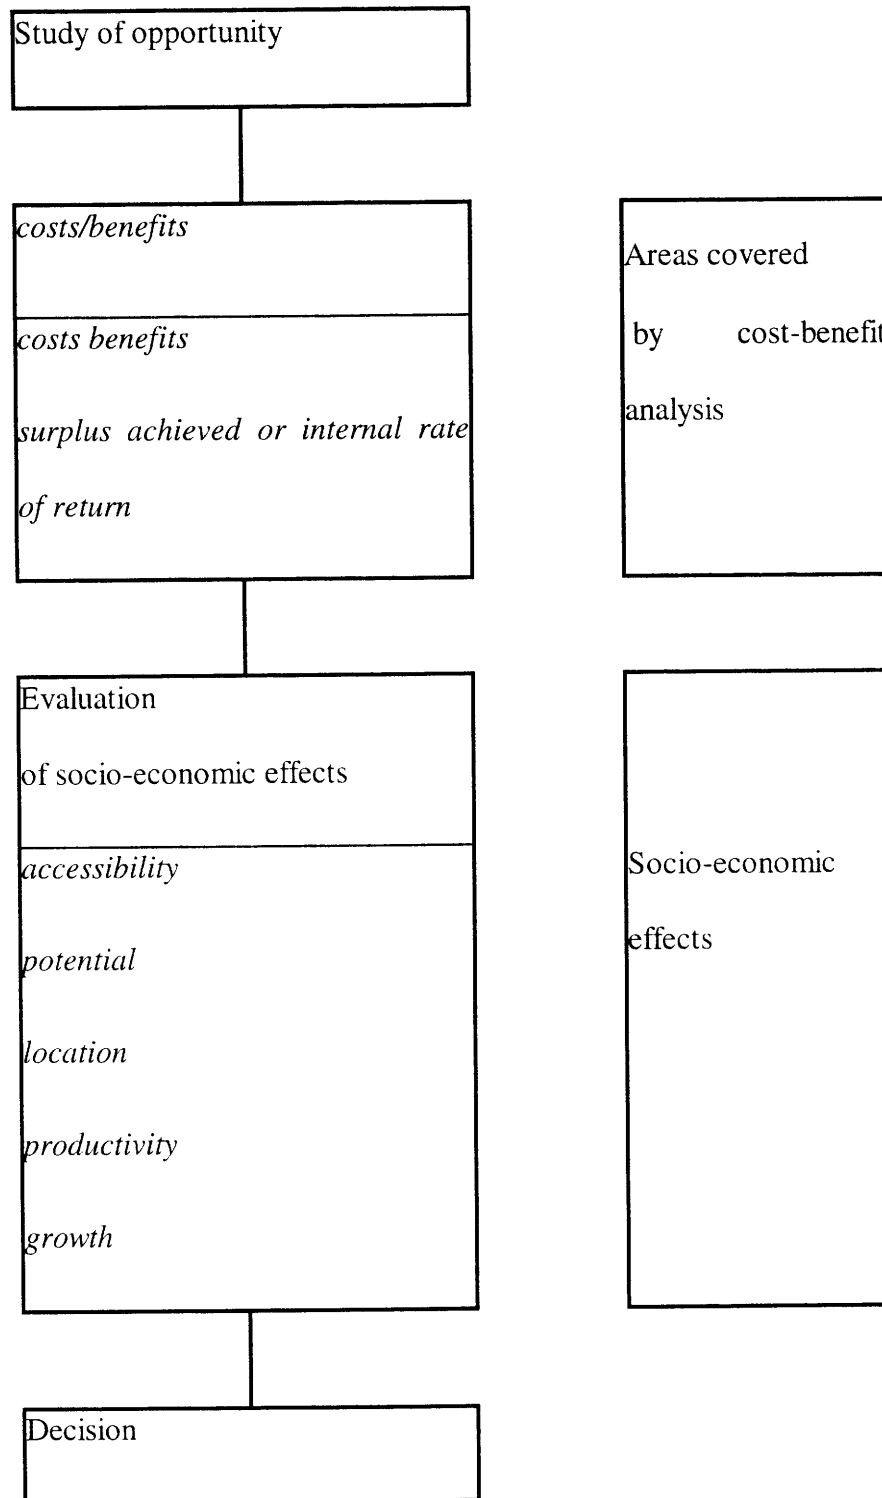 Study of opportunity
costs/benefits
costs benefits
surplus achieved or internal rate
of return
Areas covered
by cost-benefit
analysis
Evaluation
of socio-economic effects
accessibility
potential
location
productivity
growth
Socio-economic
effects
Decision